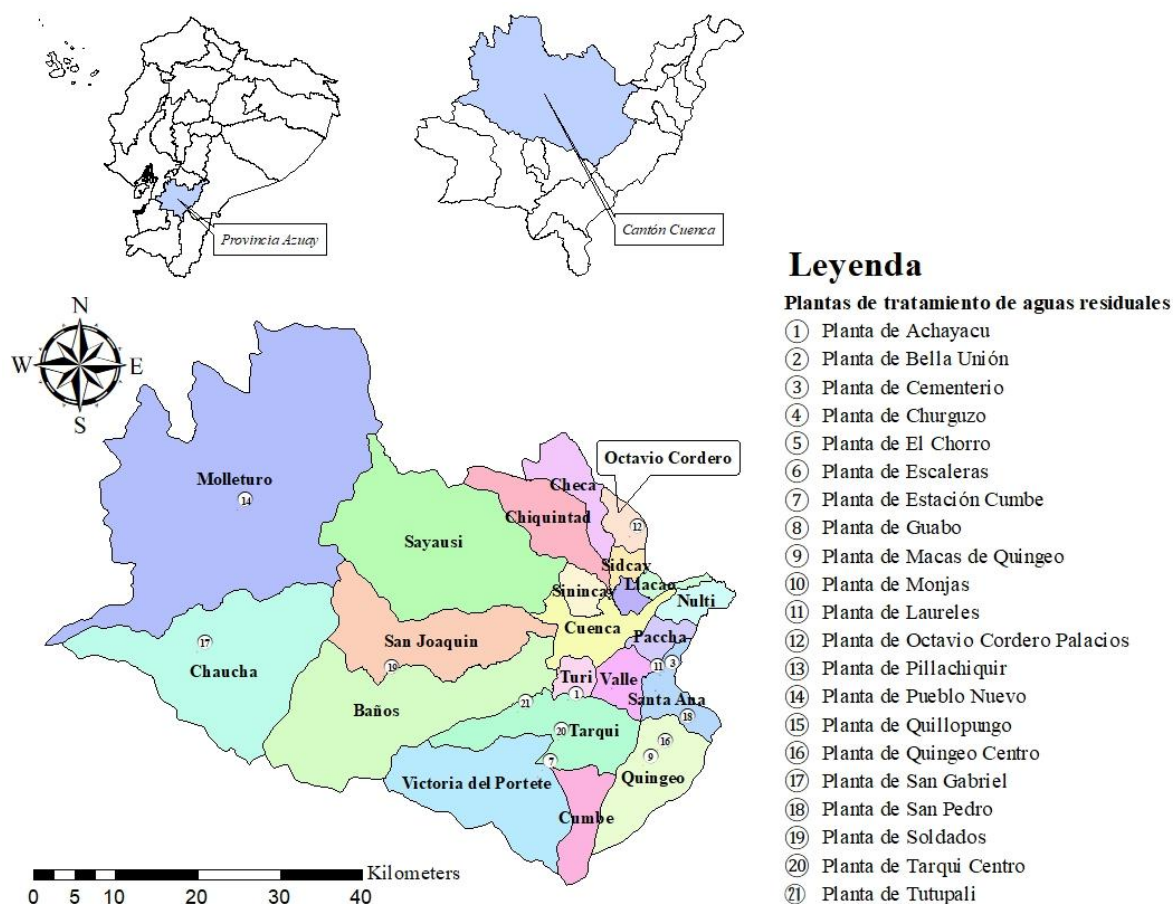 Provincia Azuay
Cantón Cuenca
N
W E
S
Leyenda
Plantas de tratamiento de aguas residuales
1 Planta de Achayacu
2 Planta de Bella Unión
3 Planta de Cementerio
4 Planta de Churguzo
5 Planta de El Chorro
6 Planta de Escaleras
7 Planta de Estación Cumbe
8 Planta de Guabo
9 Planta de Macas de Quingeo
10 Planta de Monjas
11 Planta de Laureles
12 Planta de Octavio Cordero Palacios
13 Planta de Pillachiquir
14 Planta de Pueblo Nuevo
15 Planta de Quillopungo
16 Planta de Quingeo Centro
17 Planta de San Gabriel
18 Planta de San Pedro
19 Planta de Soldados
20 Planta de Tarqui Centro
21 Planta de Tutupali
Octavio Cordero
Molleturo
14
Checa
Chiquintad
12
Sayausi
Sidcay
Llacao
Sinincay
Nulti
Cuenca
Paccha
17
San Joaquin
Chaucha
19
11
3
Turi
Valle
1
Santa Ana
Baños
21
18
20
Tarqui
16
9
7
Quingeo
Victoria del Portete
Cumbe
Kilometers
0 5 10 20 30 40